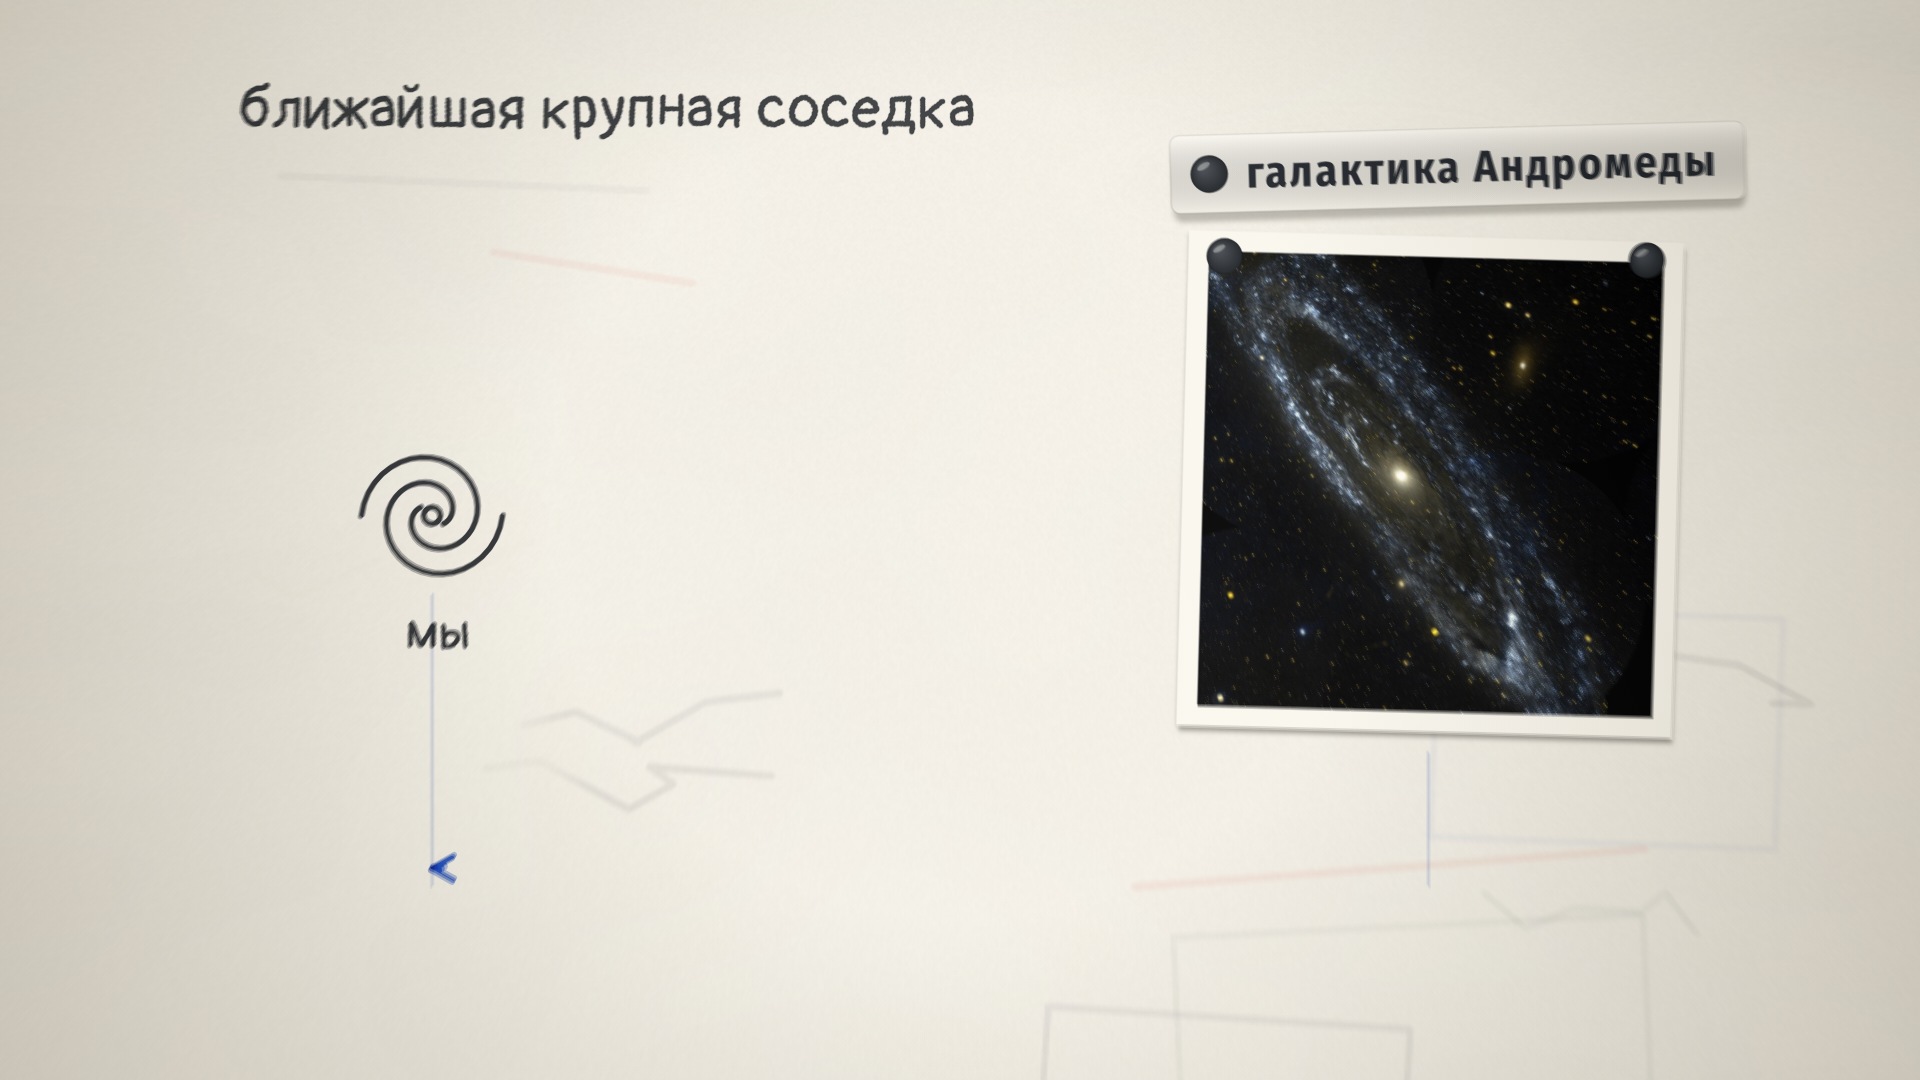 ближайшая крупная соседка
галактика Андромеды
мы